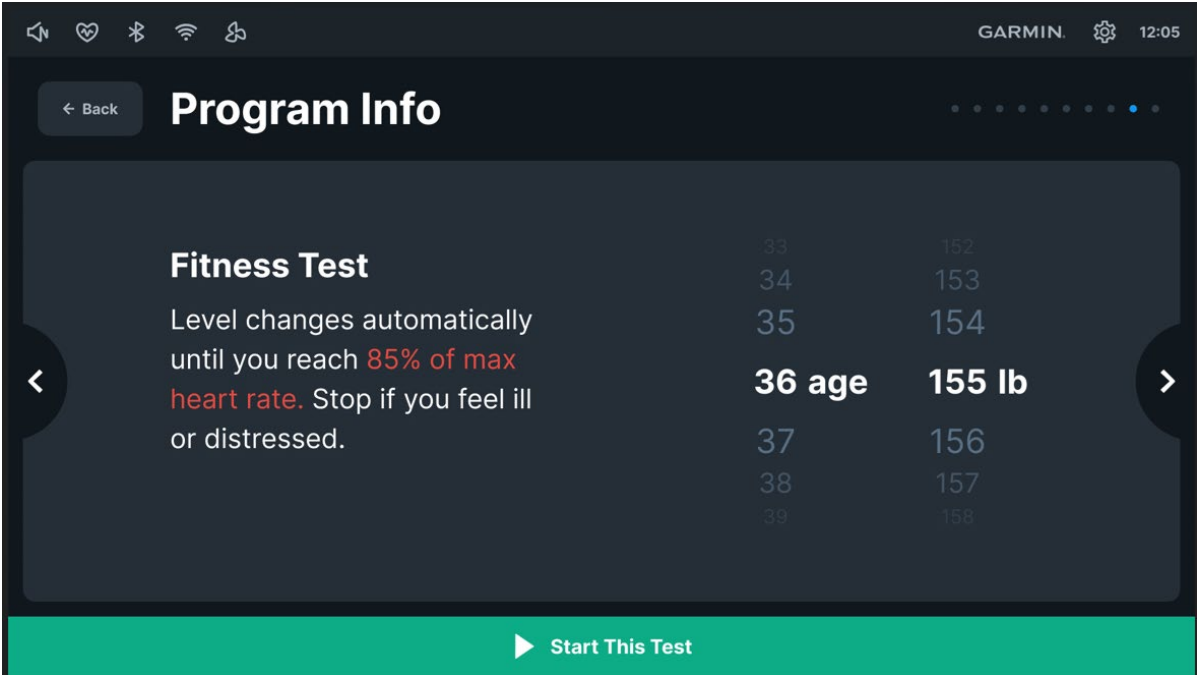 GARMIN.
12:05
← Back
Program Info
Fitness Test
Level changes automatically
until you reach 85% of max
heart rate. Stop if you feel ill
or distressed.
33
34
35
36 age
37
38
39
152
153
154
155 lb
156
157
158
Start This Test